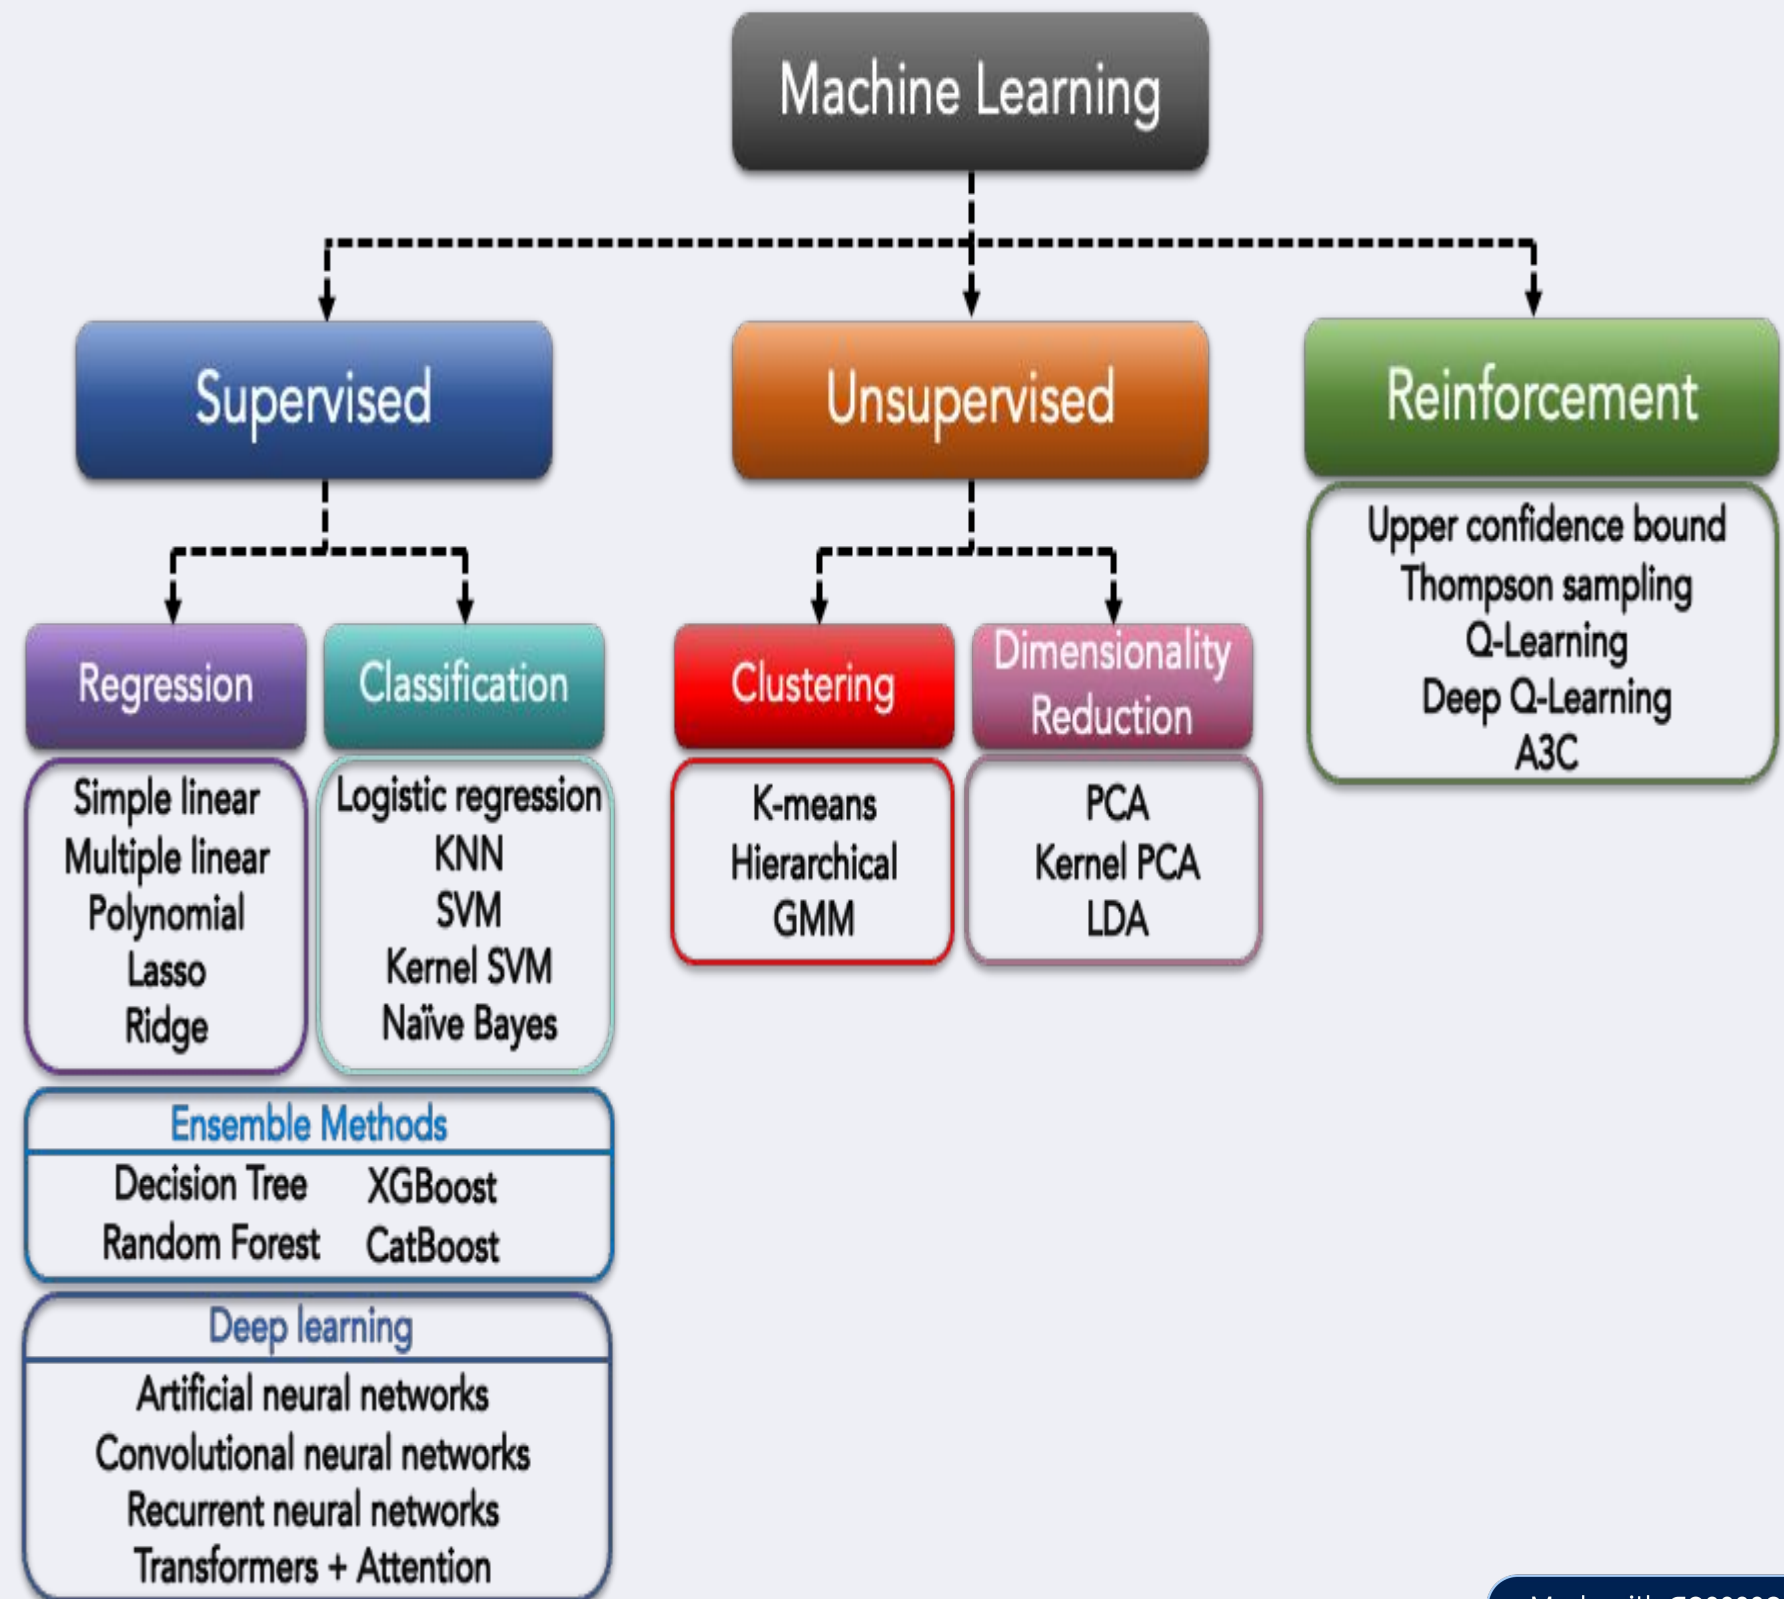 Machine Learning
Supervised
Unsupervised
Reinforcement
Regression
Simple linear
Multiple linear
Polynomial
Lasso
Ridge
Classification
Logistic regression
KNN
SVM
Kernel SVM
Naïve Bayes
Ensemble Methods
Decision Tree XGBoost
Random Forest CatBoost
Deep learning
Artificial neural networks
Convolutional neural networks
Recurrent neural networks
Transformers + Attention
Clustering
K-means
Hierarchical
GMM
Dimensionality
Reduction
PCA
Kernel PCA
LDA
Upper confidence bound
Thompson sampling
Q-Learning
Deep Q-Learning
A3C